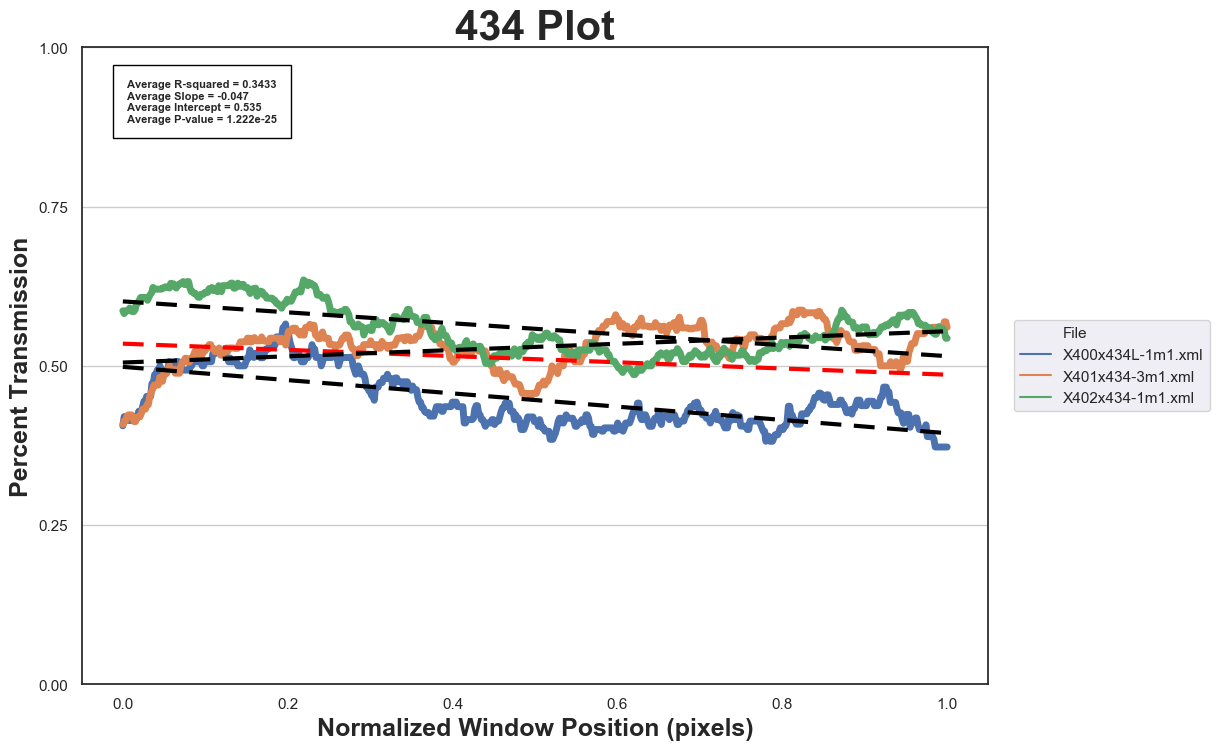 434 Plot
1.00
Average R-squared = 0.3433
Average Slope = -0.047
Average Intercept = 0.535
Average P-value = 1.222e-25
0.75
Percent Transmission
0.50
0.25
0.00
0.0 0.2 0.4 0.6 0.8 1.0
Normalized Window Position (pixels)
File
X400x434L-1m1.xml
X401x434-3m1.xml
X402x434-1m1.xml